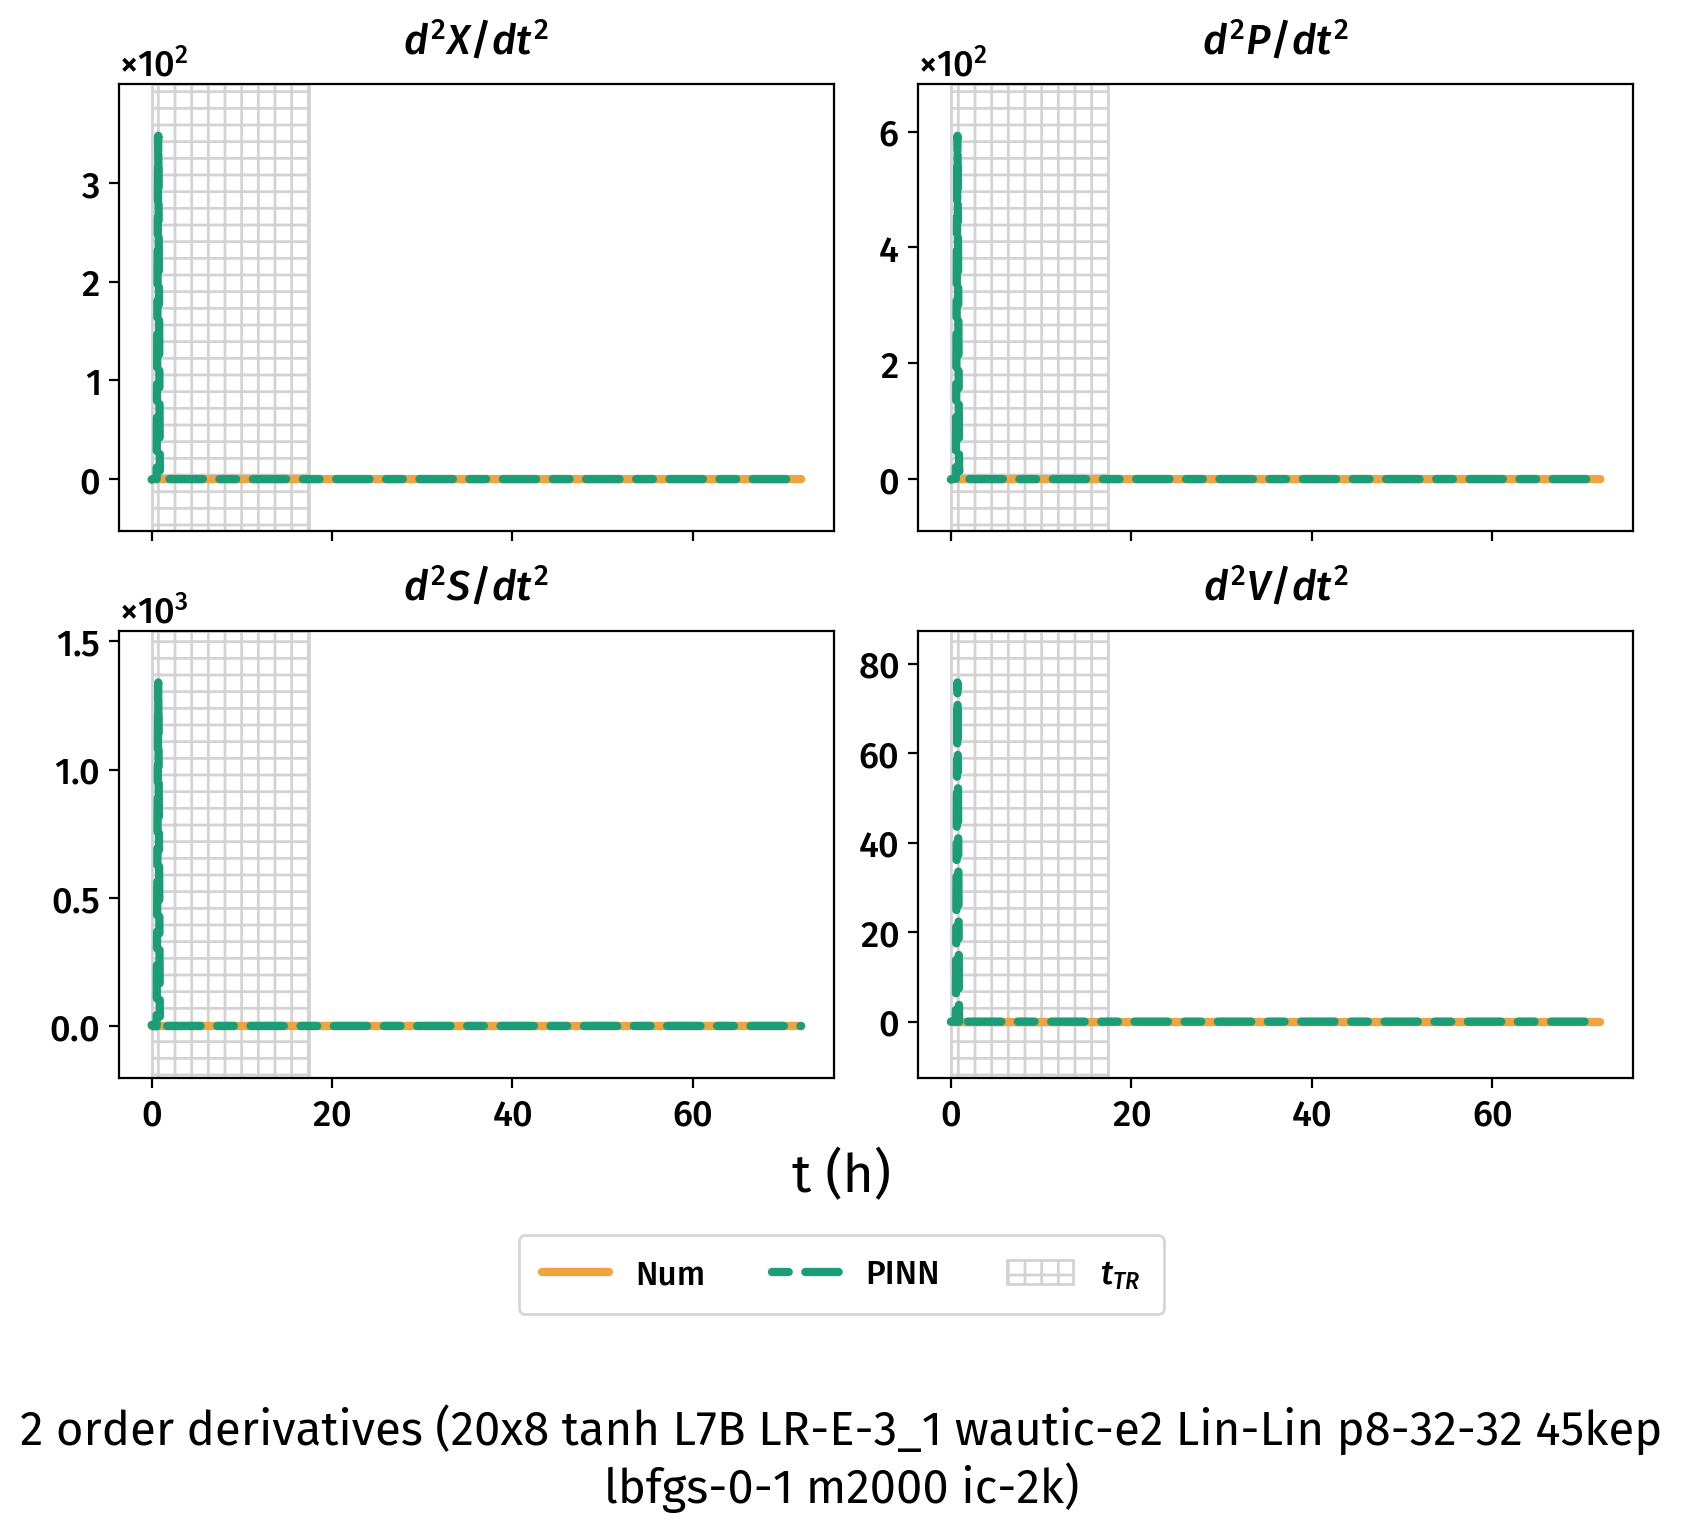 d²X/dt²
×10²
3
2
1
0
d²P/dt²
×10²
6
4
2
0
d²S/dt²
×10³
1.5
1.0
0.5
0.0
0 20 40 60
d²V/dt²
80
60
40
20
0
0 20 40 60
t (h)
Num PINN t_TR
2 order derivatives (20x8 tanh L7B LR-E-3_1 wautic-e2 Lin-Lin p8-32-32 45kep
lbfgs-0-1 m2000 ic-2k)